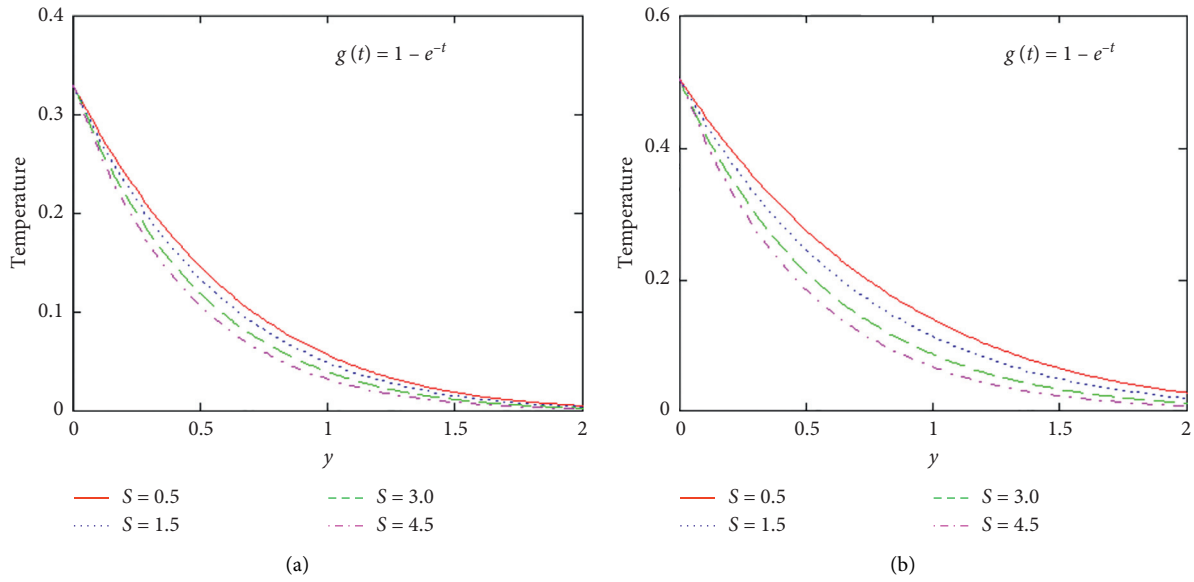 g (t) = 1 – e^–t
0.4
0.3
0.2
0.1
0
Temperature
0
0.5
1
1.5
2
y
S = 0.5
S = 3.0
S = 1.5
S = 4.5
(a)
g (t) = 1 – e^–t
0.6
0.4
0.2
0
Temperature
0
0.5
1
1.5
2
y
S = 0.5
S = 3.0
S = 1.5
S = 4.5
(b)